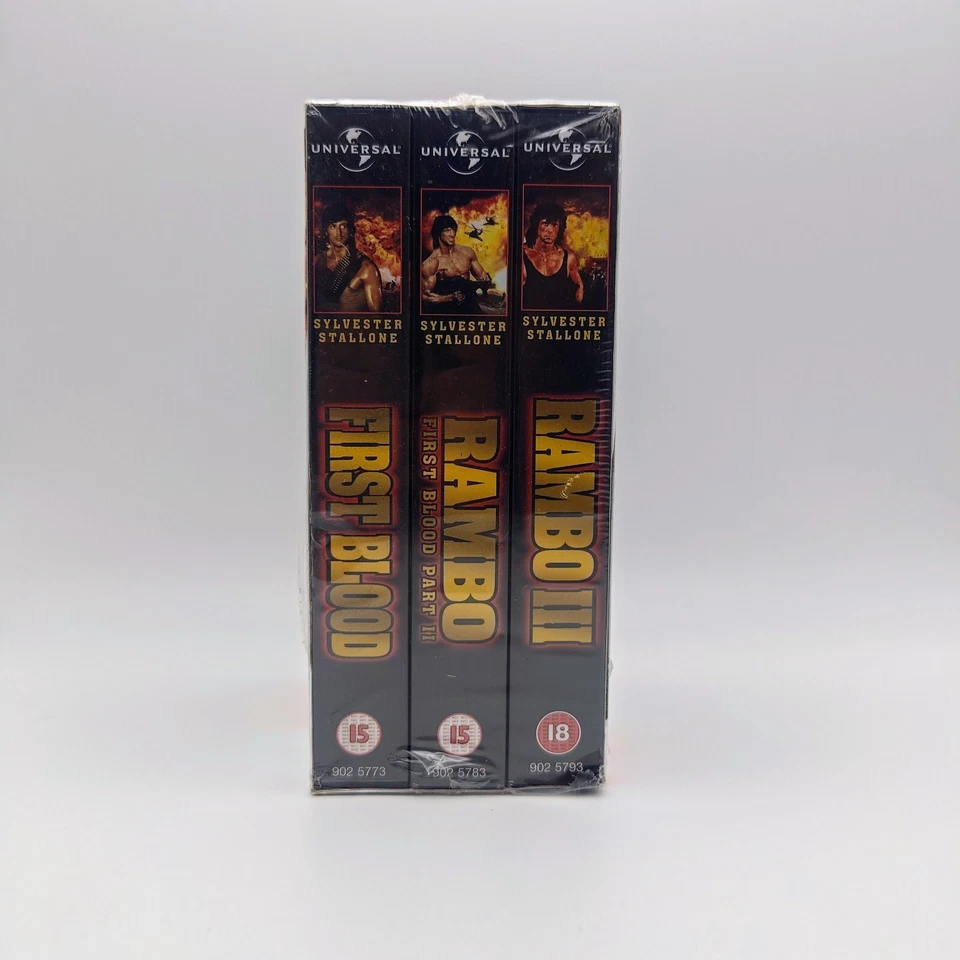 UNIVERSAL
SYLVESTER
STALLONE
FIRST BLOOD
15
902 5773
UNIVERSAL
SYLVESTER
STALLONE
RAMBO
FIRST BLOOD PART II
15
902 5783
UNIVERSAL
SYLVESTER
STALLONE
RAMBO III
18
902 5793